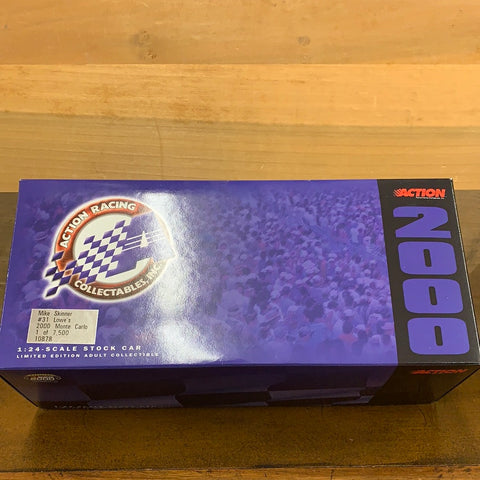 ACTION RACING
COLLECTABLES, INC.
Mike Skinner
#31 Lowe's
2000 Monte Carlo
1 of 7,500
10878
1:24-SCALE STOCK CAR
LIMITED EDITION ADULT COLLECTIBLE
ACTION
2000